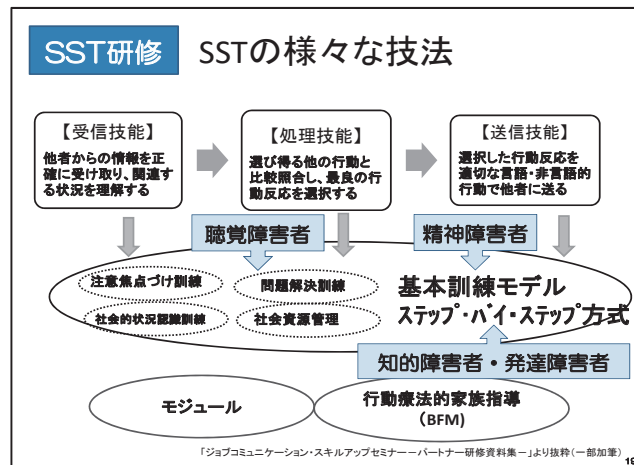 SST研修
SSTの様々な技法
【受信技能】
他者からの情報を正
確に受け取り、関連す
る状況を理解する
【処理技能】
選び得る他の行動と
比較照合し、最良の行
動反応を選択する
【送信技能】
選択した行動反応を
適切な言語・非言語的
行動で他者に送る
聴覚障害者
精神障害者
注意焦点づけ訓練
問題解決訓練
社会的状況認識訓練
社会資源管理
基本訓練モデル
ステップ・バイ・ステップ方式
知的障害者・発達障害者
モジュール
行動療法的家族指導
(BFM)
「ジョブコミュニケーション・スキルアップセミナーーパートナー研修資料集－」より抜粋(一部加筆)